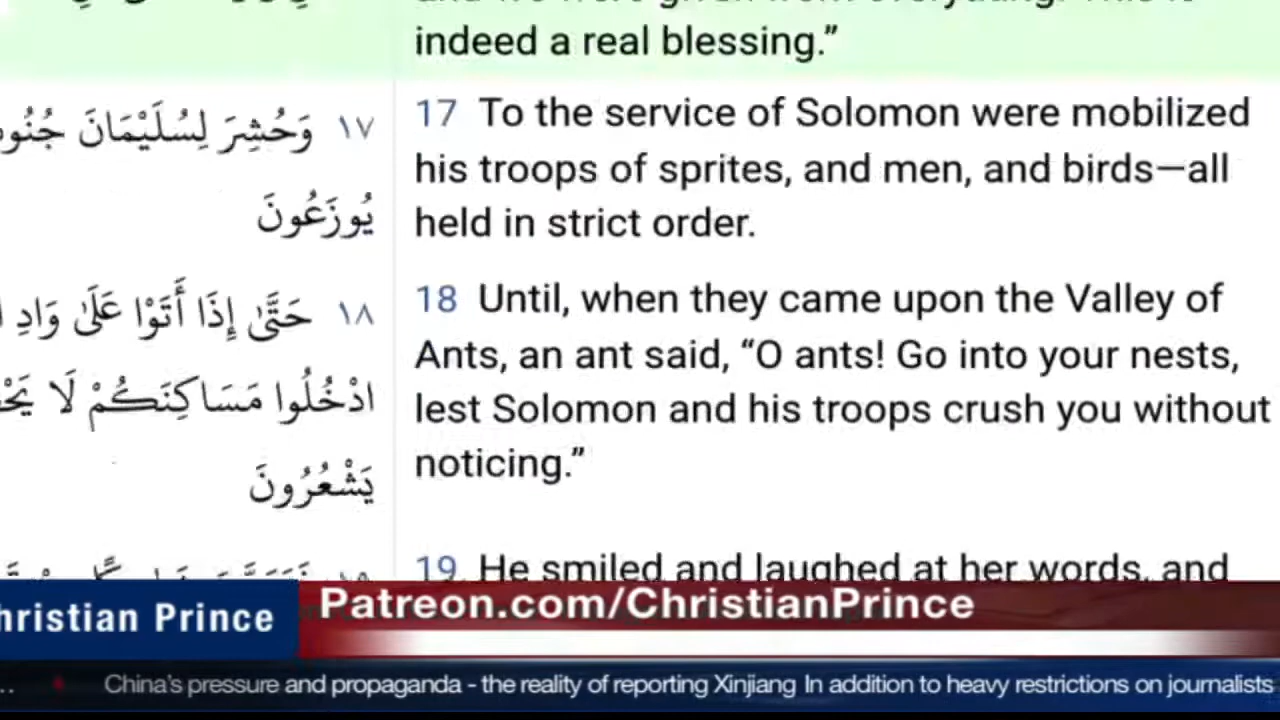 indeed a real blessing.”
١٧ وَحُشِرَ لِسُلَيْمَانَ
يُوزَعُونَ
17 To the service of Solomon were mobilized
his troops of sprites, and men, and birds—all
held in strict order.
١٨ حَتَّىٰ إِذَا أَتَوْا عَلَىٰ وَادِ
ادْخُلُوا مَسَاكِنَكُمْ لَا
يَشْعُرُونَ
18 Until, when they came upon the Valley of
Ants, an ant said, “O ants! Go into your nests,
lest Solomon and his troops crush you without
noticing.”
19 He smiled and laughed at her words, and
hristian Prince
Patreon.com/ChristianPrince
.. China’s pressure and propaganda - the reality of reporting Xinjiang In addition to heavy restrictions on journalists